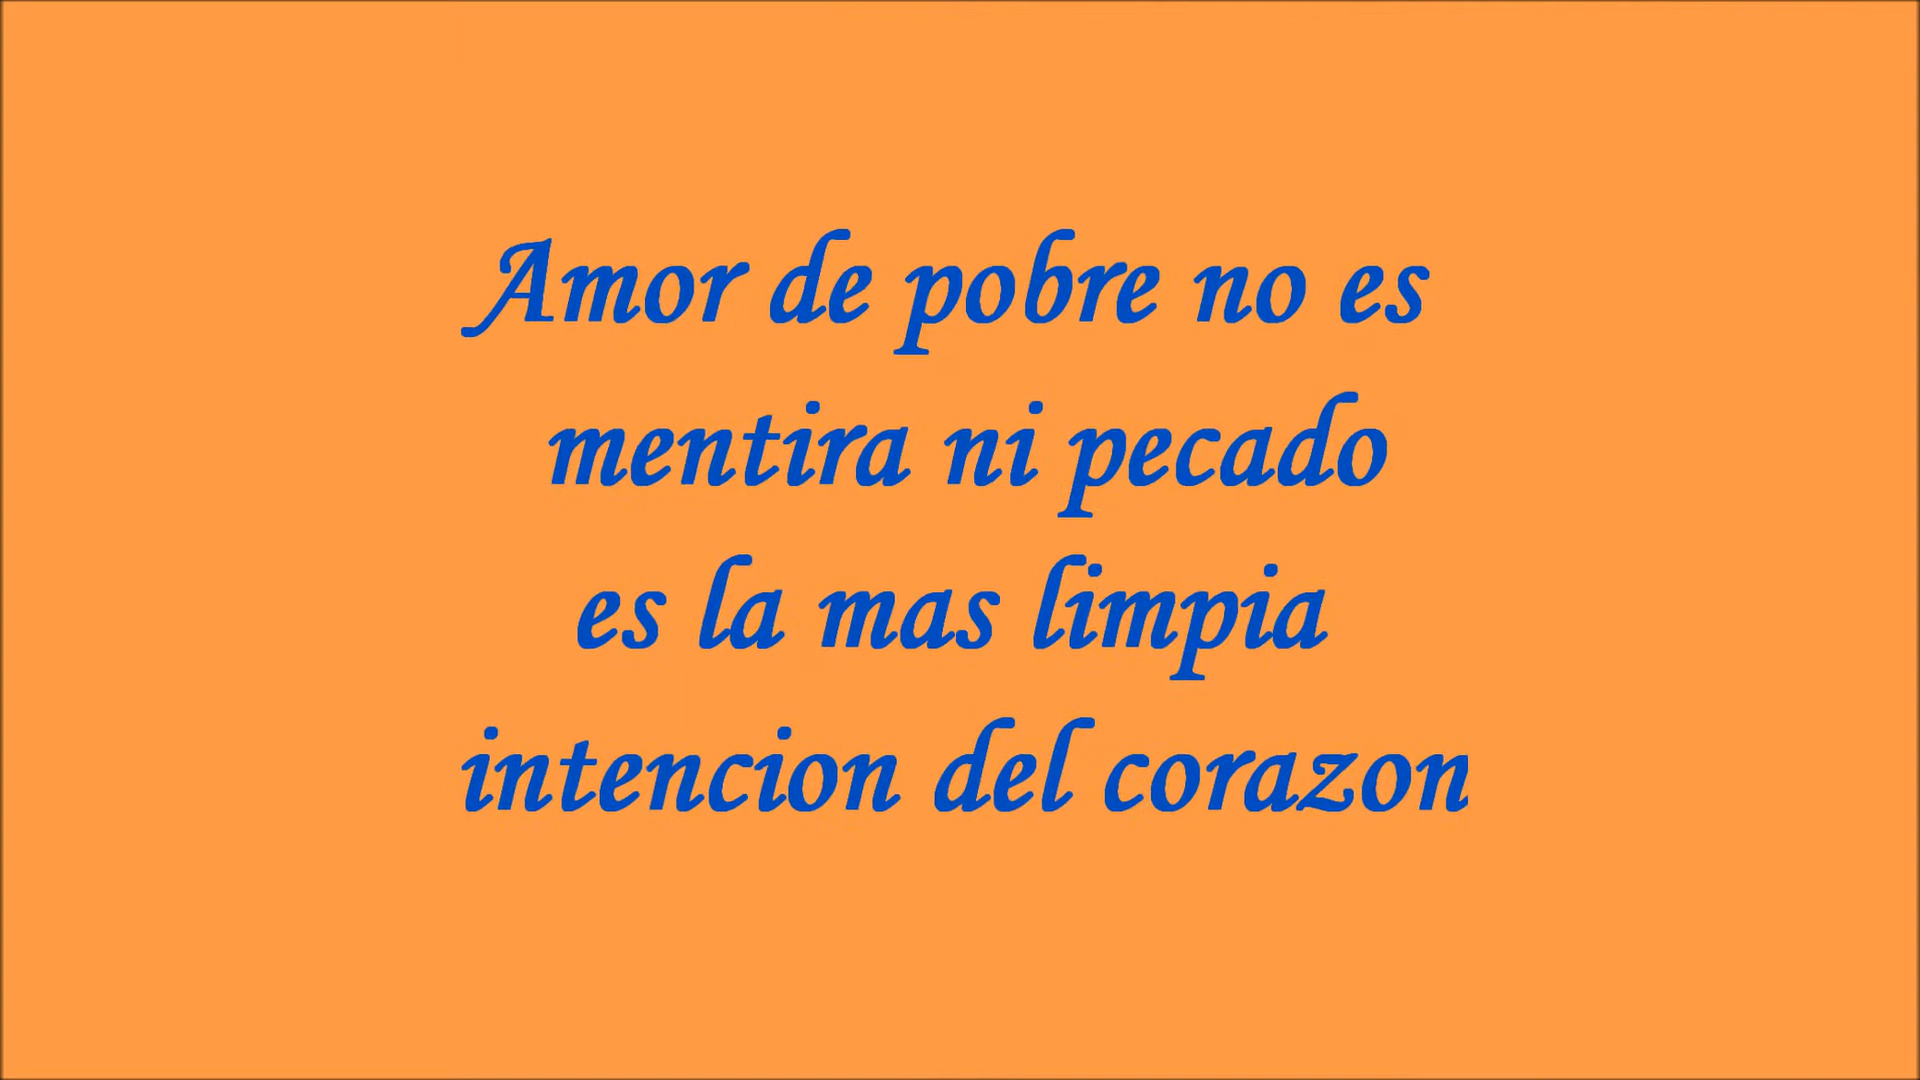 Amor de pobre no es
mentira ni pecado
es la mas limpia
intencion del corazon